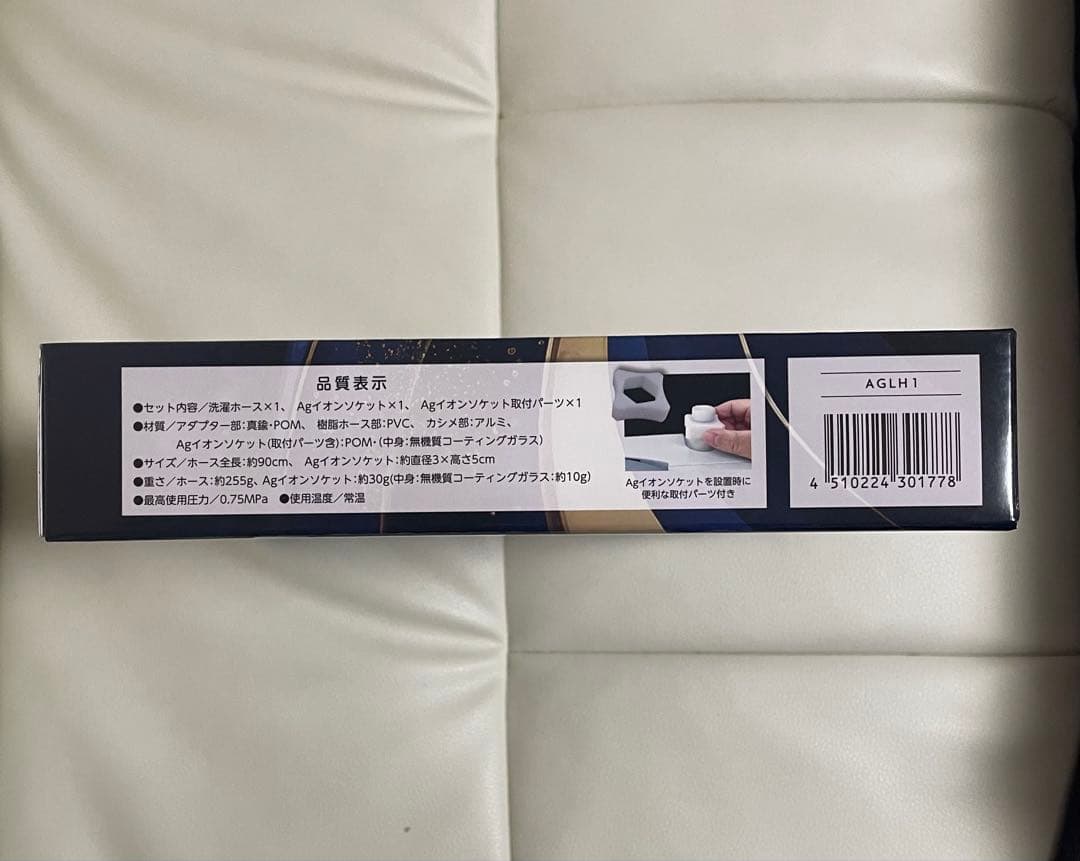 品質表示
●セット内容／洗濯ホース×1、 Agイオンソケット×1、 Agイオンソケット取付パーツ×1
●材質／アダプター部:真鍮・POM、 樹脂ホース部:PVC、 カシメ部:アルミ、
Agイオンソケット(取付パーツ含):POM・(中身:無機質コーティングガラス)
●サイズ／ホース全長:約90cm、 Agイオンソケット:約直径3×高さ5cm
●重さ／ホース:約255g、Agイオンソケット:約30g(中身:無機質コーティングガラス:約10g)
●最高使用圧力／0.75MPa ●使用温度／常温
Agイオンソケットを設置時に
便利な取付パーツ付き
AGLH1
4 510224 301778